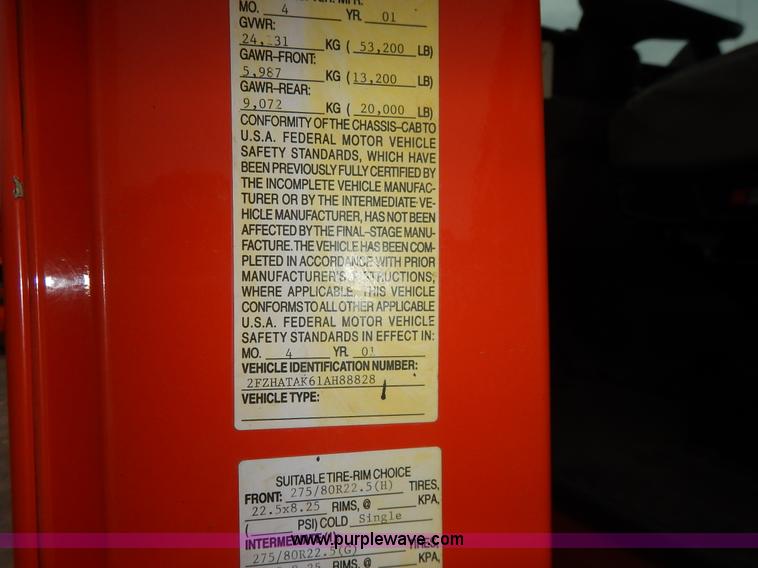 MO. 4 YR. 01
GVWR:
24,131 KG ( 53,200 LB)
GAWR-FRONT:
5,987 KG (13,200 LB)
GAWR-REAR:
9,072 KG ( 20,000 LB)
CONFORMITY OF THE CHASSIS-CAB TO
U.S.A. FEDERAL MOTOR VEHICLE
SAFETY STANDARDS, WHICH HAVE
BEEN PREVIOUSLY FULLY CERTIFIED BY
THE INCOMPLETE VEHICLE MANUFAC-
TURER OR BY THE INTERMEDIATE VE-
HICLE MANUFACTURER, HAS NOT BEEN
AFFECTED BY THE FINAL-STAGE MANU-
FACTURE. THE VEHICLE HAS BEEN COM-
PLETED IN ACCORDANCE WITH PRIOR
MANUFACTURER'S INSTRUCTIONS,
WHERE APPLICABLE. THIS VEHICLE
CONFORMS TO ALL OTHER APPLICABLE
U.S.A. FEDERAL MOTOR VEHICLE
SAFETY STANDARDS IN EFFECT IN:
MO. 4 YR. 01
VEHICLE IDENTIFICATION NUMBER:
2FZHATAK61AH88828
VEHICLE TYPE:
SUITABLE TIRE-RIM CHOICE
FRONT: 275/80R22.5(H) TIRES,
22.5x8.25 RIMS, @ KPA,
( PSI) COLD Single
www.purplewave.com
275/80R22.5(G)
8.25 RIMS, @ KPA,